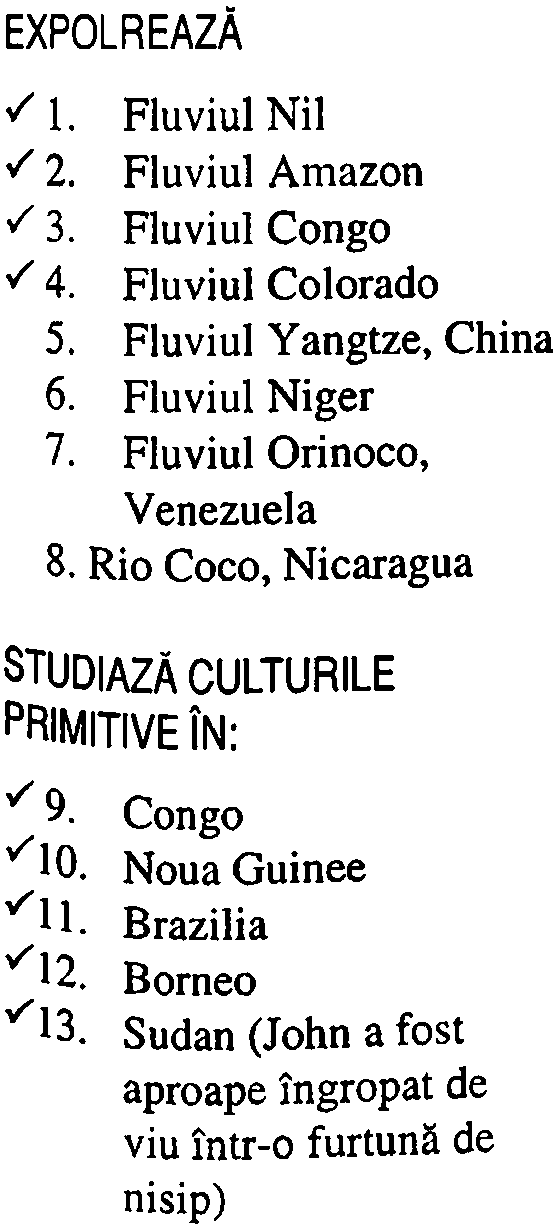 EXPOLREAZĂ
✓ 1. Fluviul Nil
✓ 2. Fluviul Amazon
✓ 3. Fluviul Congo
✓ 4. Fluviul Colorado
5. Fluviul Yangtze, China
6. Fluviul Niger
7. Fluviul Orinoco,
Venezuela
8. Rio Coco, Nicaragua
STUDIAZĂ CULTURILE
PRIMITIVE ÎN:
✓ 9. Congo
✓ 10. Noua Guinee
✓ 11. Brazilia
✓ 12. Borneo
✓ 13. Sudan (John a fost
aproape îngropat de
viu într-o furtună de
nisip)